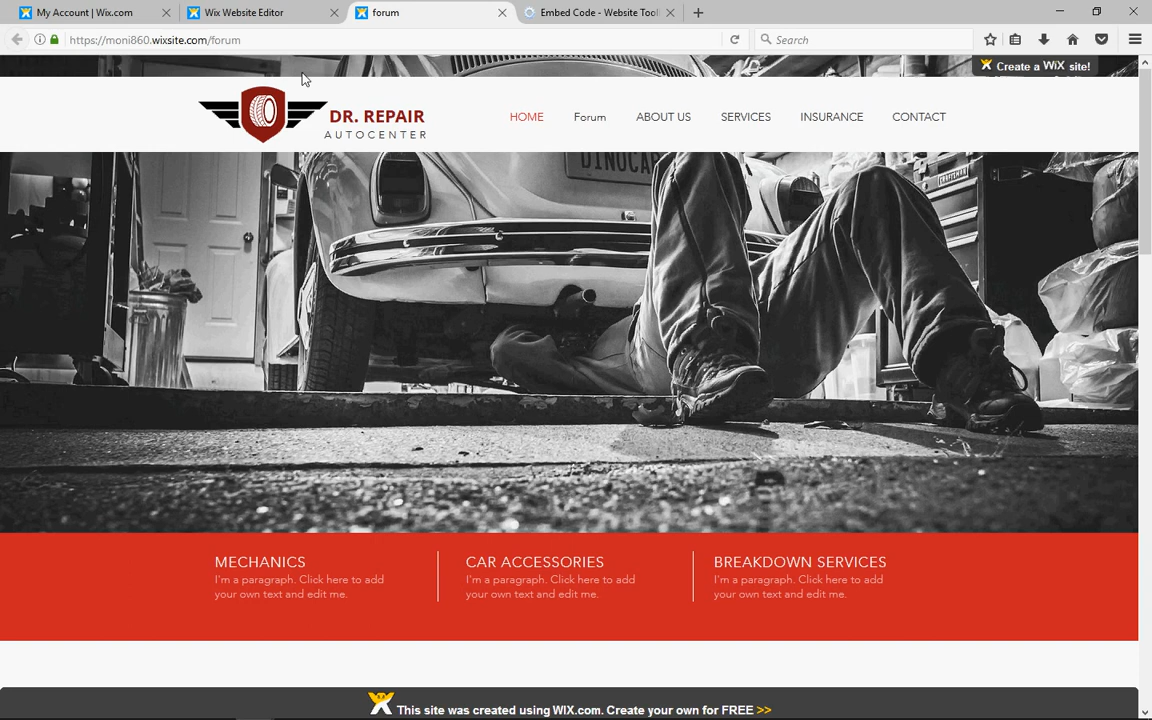 My Account | Wix.com
Wix Website Editor
forum
Embed Code - Website Tool
https://moni860.wixsite.com/forum
Search
Create a WiX site!
DR. REPAIR
AUTOCENTER
HOME
Forum
ABOUT US
SERVICES
INSURANCE
CONTACT
CRAFTSMAN
MECHANICS
I'm a paragraph. Click here to add
your own text and edit me.
CAR ACCESSORIES
I'm a paragraph. Click here to add
your own text and edit me.
BREAKDOWN SERVICES
I'm a paragraph. Click here to add
your own text and edit me.
This site was created using WIX.com. Create your own for FREE >>